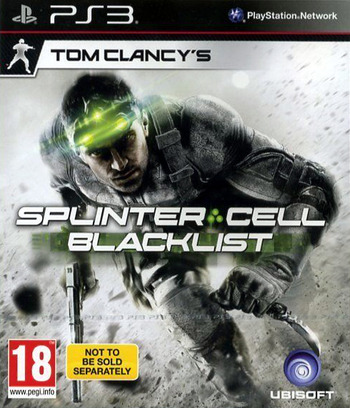 PS3
PlayStation®Network
TOM CLANCY'S
SPLINTER CELL
BLACKLIST
18
www.pegi.info
NOT TO
BE SOLD
SEPARATELY
UBISOFT